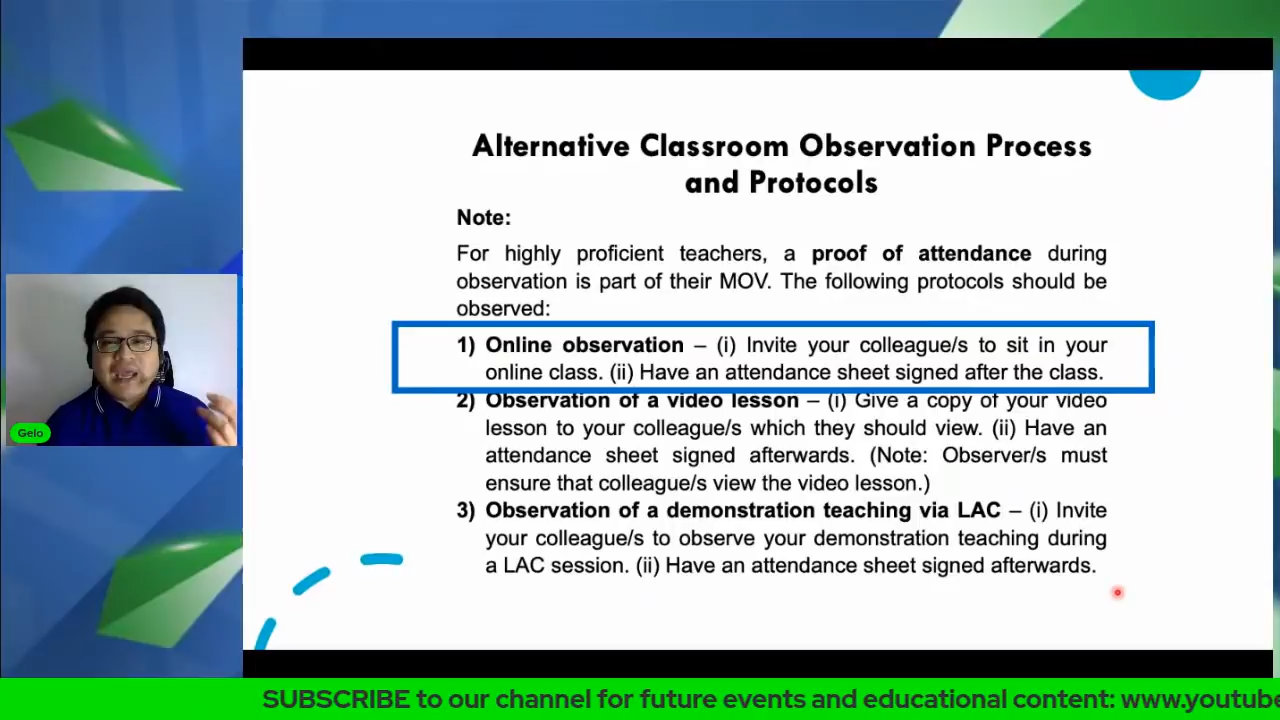 Alternative Classroom Observation Process
and Protocols
Note:
For highly proficient teachers, a proof of attendance during
observation is part of their MOV. The following protocols should be
observed:
1) Online observation – (i) Invite your colleague/s to sit in your
online class. (ii) Have an attendance sheet signed after the class.
2) Observation of a video lesson – (i) Give a copy of your video
lesson to your colleague/s which they should view. (ii) Have an
attendance sheet signed afterwards. (Note: Observer/s must
ensure that colleague/s view the video lesson.)
3) Observation of a demonstration teaching via LAC – (i) Invite
your colleague/s to observe your demonstration teaching during
a LAC session. (ii) Have an attendance sheet signed afterwards.
Gelo
SUBSCRIBE to our channel for future events and educational content: www.youtube